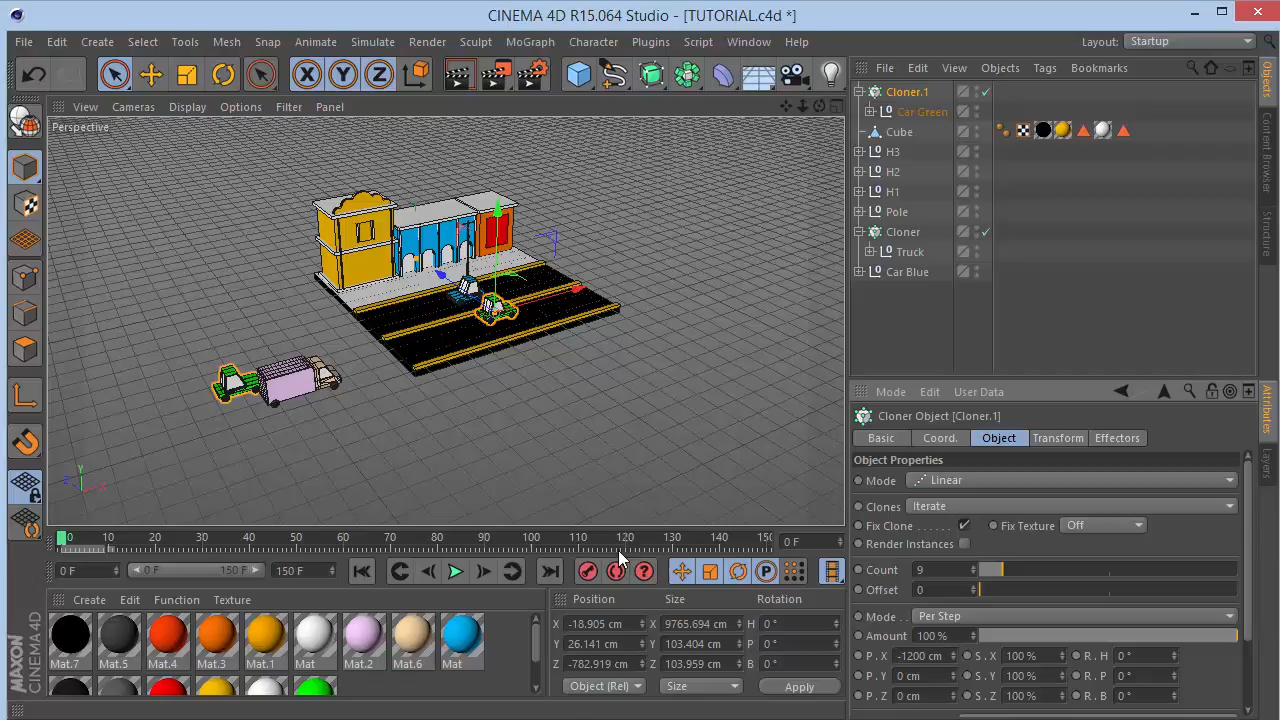 CINEMA 4D R15.064 Studio - [TUTORIAL.c4d *]
File Edit Create Select Tools Mesh Snap Animate Simulate Render Sculpt MoGraph Character Plugins Script Window Help Layout: Startup
X Y Z
File Edit View Objects Tags Bookmarks
View Cameras Display Options Filter Panel
Perspective
Cloner.1
Car Green
Cube
H3
H2
H1
Pole
Cloner
Truck
Car Blue
Objects
Content Browser
Structure
Mode Edit User Data
Cloner Object [Cloner.1]
Basic Coord. Object Transform Effectors
Object Properties
Mode Linear
Clones Iterate
Fix Clone Fix Texture Off
Render Instances
Count 9
Offset 0
Mode Per Step
Amount 100 %
P . X -1200 cm S . X 100 % R . H 0 °
P . Y 0 cm S . Y 100 % R . P 0 °
P . Z 0 cm S . Z 100 % R . B 0 °
Attributes
Layers
Y
Z X
0 10 20 30 40 50 60 70 80 90 100 110 120 130 140 150 0 F
0 F 0 F 150 F 150 F
Create Edit Function Texture
Mat.7 Mat.5 Mat.4 Mat.3 Mat.1 Mat Mat.2 Mat.6 Mat
Position Size Rotation
X -18.905 cm X 9765.694 cm H 0 °
Y 26.141 cm Y 103.404 cm P 0 °
Z -782.919 cm Z 103.959 cm B 0 °
Object (Rel) Size Apply
MAXON
CINEMA 4D